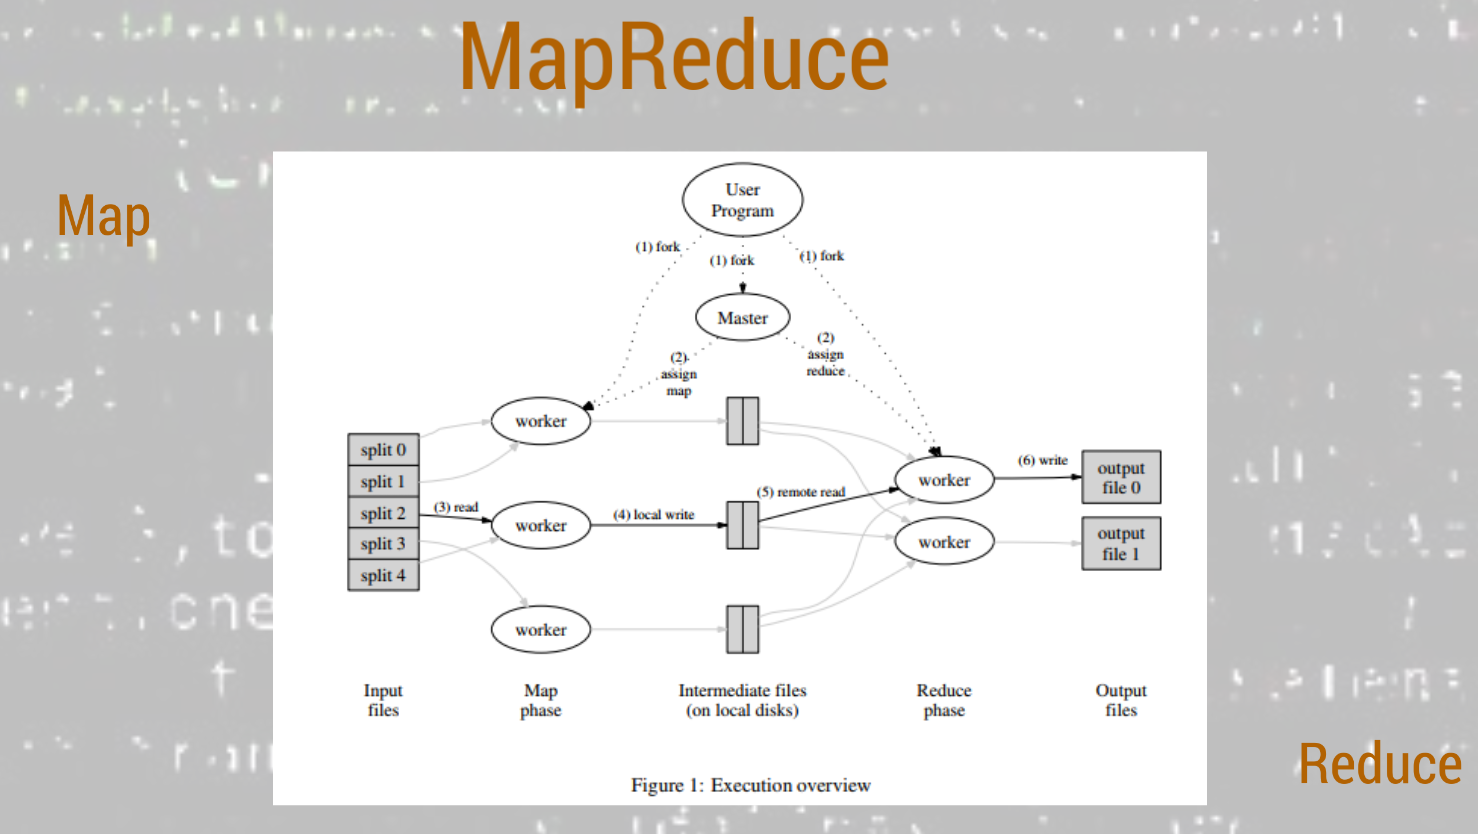 MapReduce
Map
User
Program
(1) fork
(1) fork
(1) fork
Master
(2)
assign
map
(2)
assign
reduce
worker
split 0
split 1
split 2
split 3
split 4
(3) read
worker
(4) local write
worker
(5) remote read
worker
worker
(6) write
output
file 0
output
file 1
Input
files
Map
phase
Intermediate files
(on local disks)
Reduce
phase
Output
files
Reduce
Figure 1: Execution overview